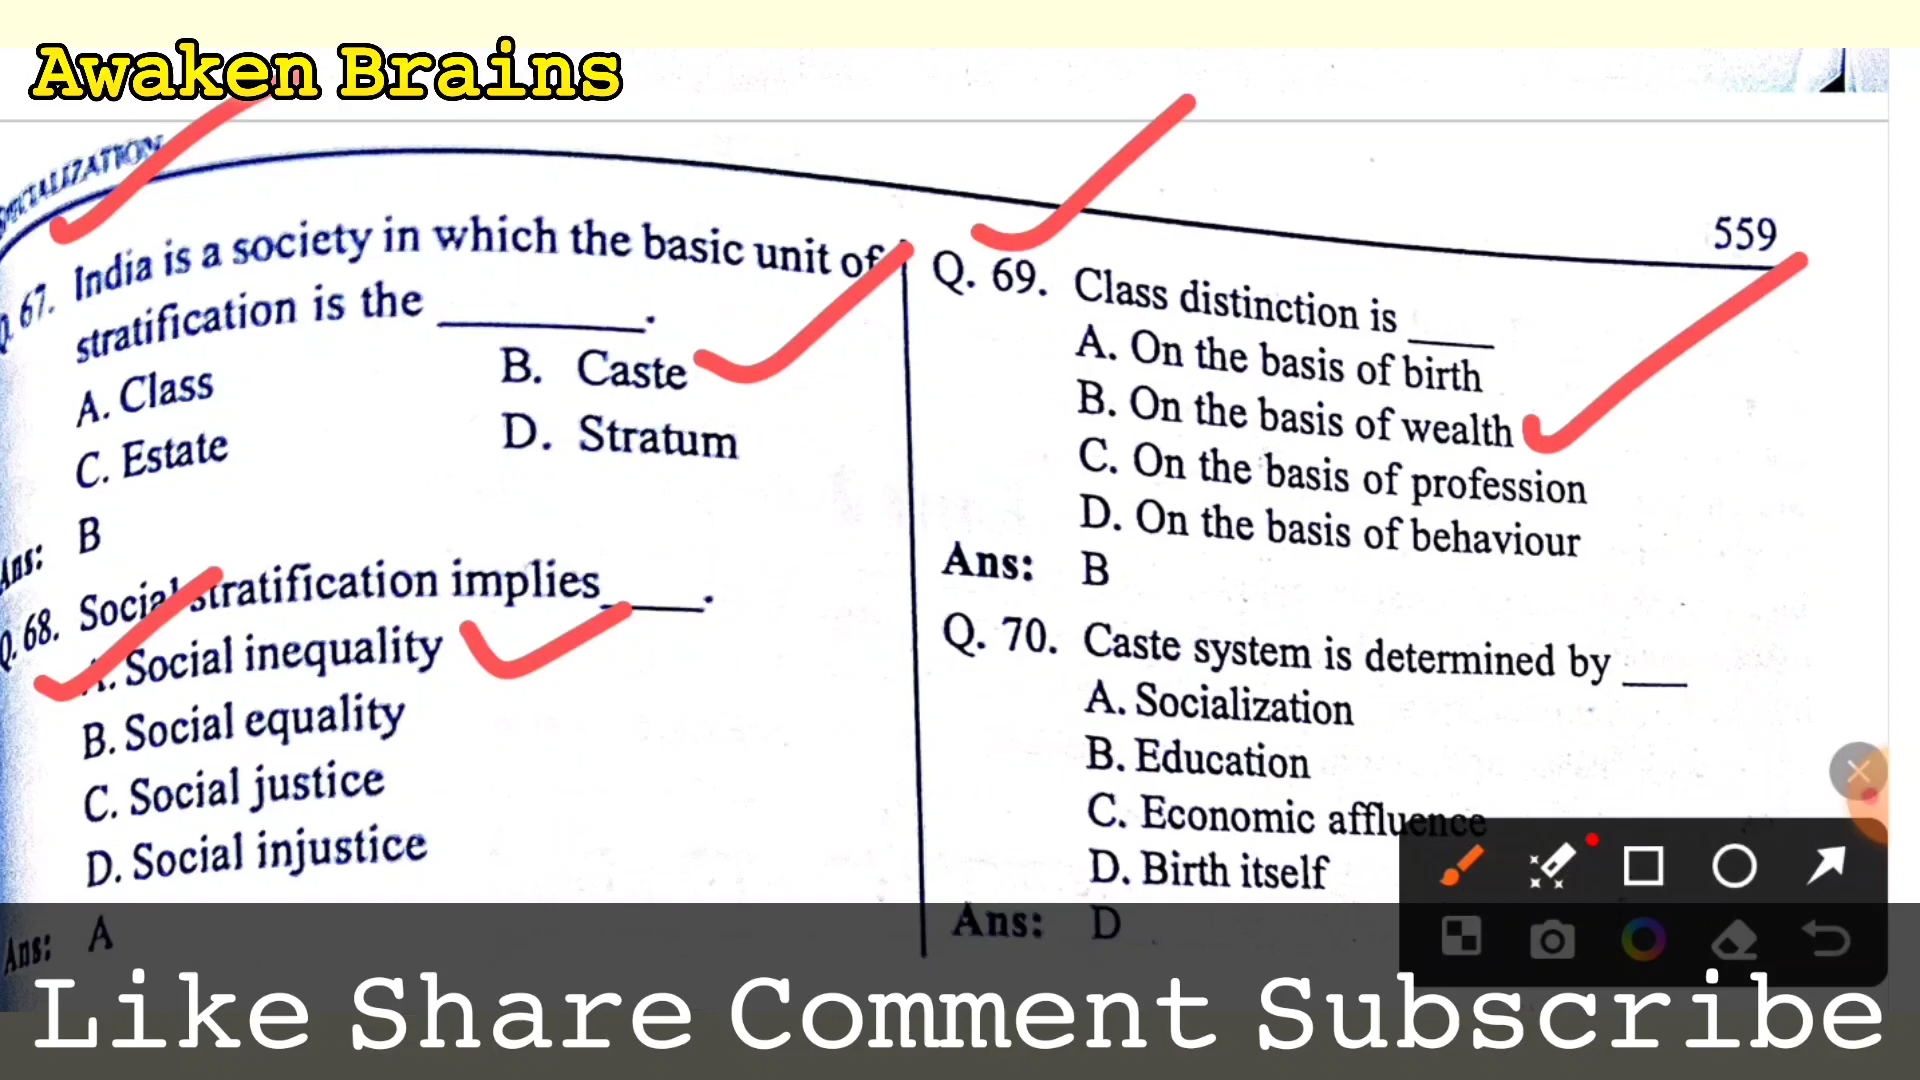 Awaken Brains
SPECIALIZATION
559
Q. 67. India is a society in which the basic unit of
stratification is the ________.
A. Class
B. Caste
C. Estate
D. Stratum
Ans: B
Q. 68. Social stratification implies____.
A. Social inequality
B. Social equality
C. Social justice
D. Social injustice
Ans: A
Q. 69. Class distinction is ____
A. On the basis of birth
B. On the basis of wealth
C. On the basis of profession
D. On the basis of behaviour
Ans: B
Q. 70. Caste system is determined by ___
A. Socialization
B. Education
C. Economic affluence
D. Birth itself
Ans: D
Like Share Comment Subscribe